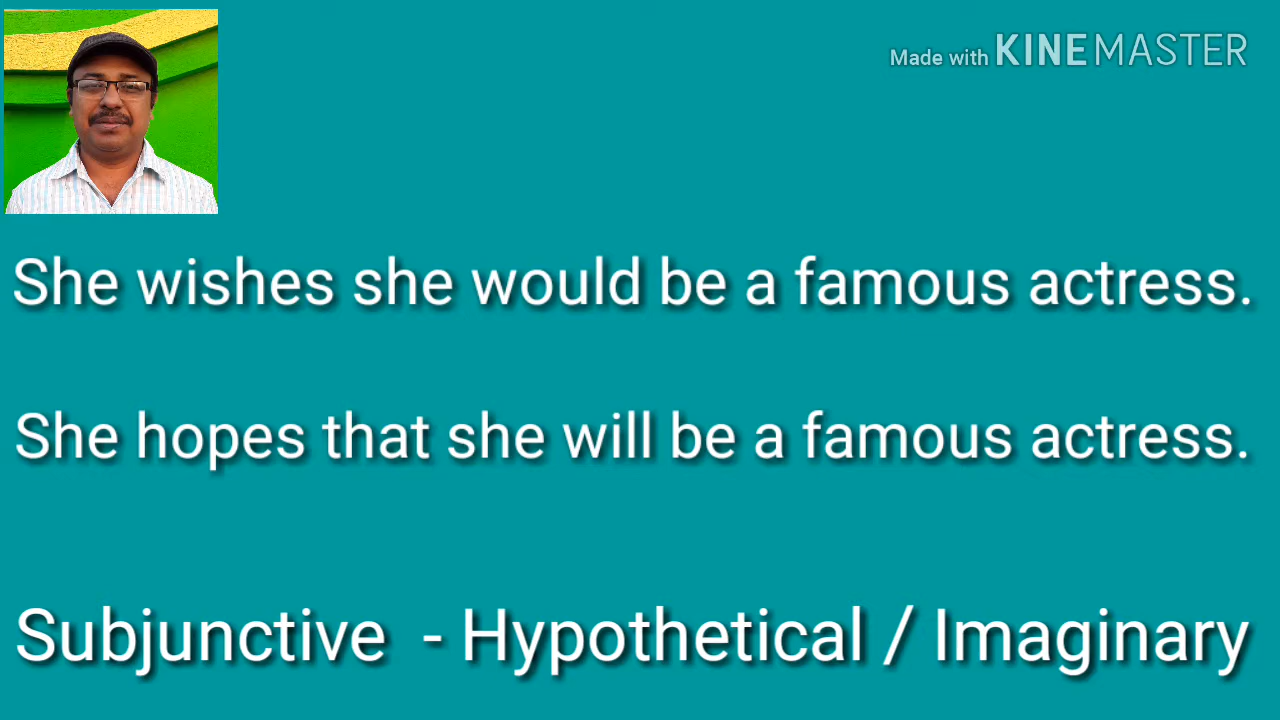 Made with KINEMASTER
She wishes she would be a famous actress.
She hopes that she will be a famous actress.
Subjunctive - Hypothetical / Imaginary